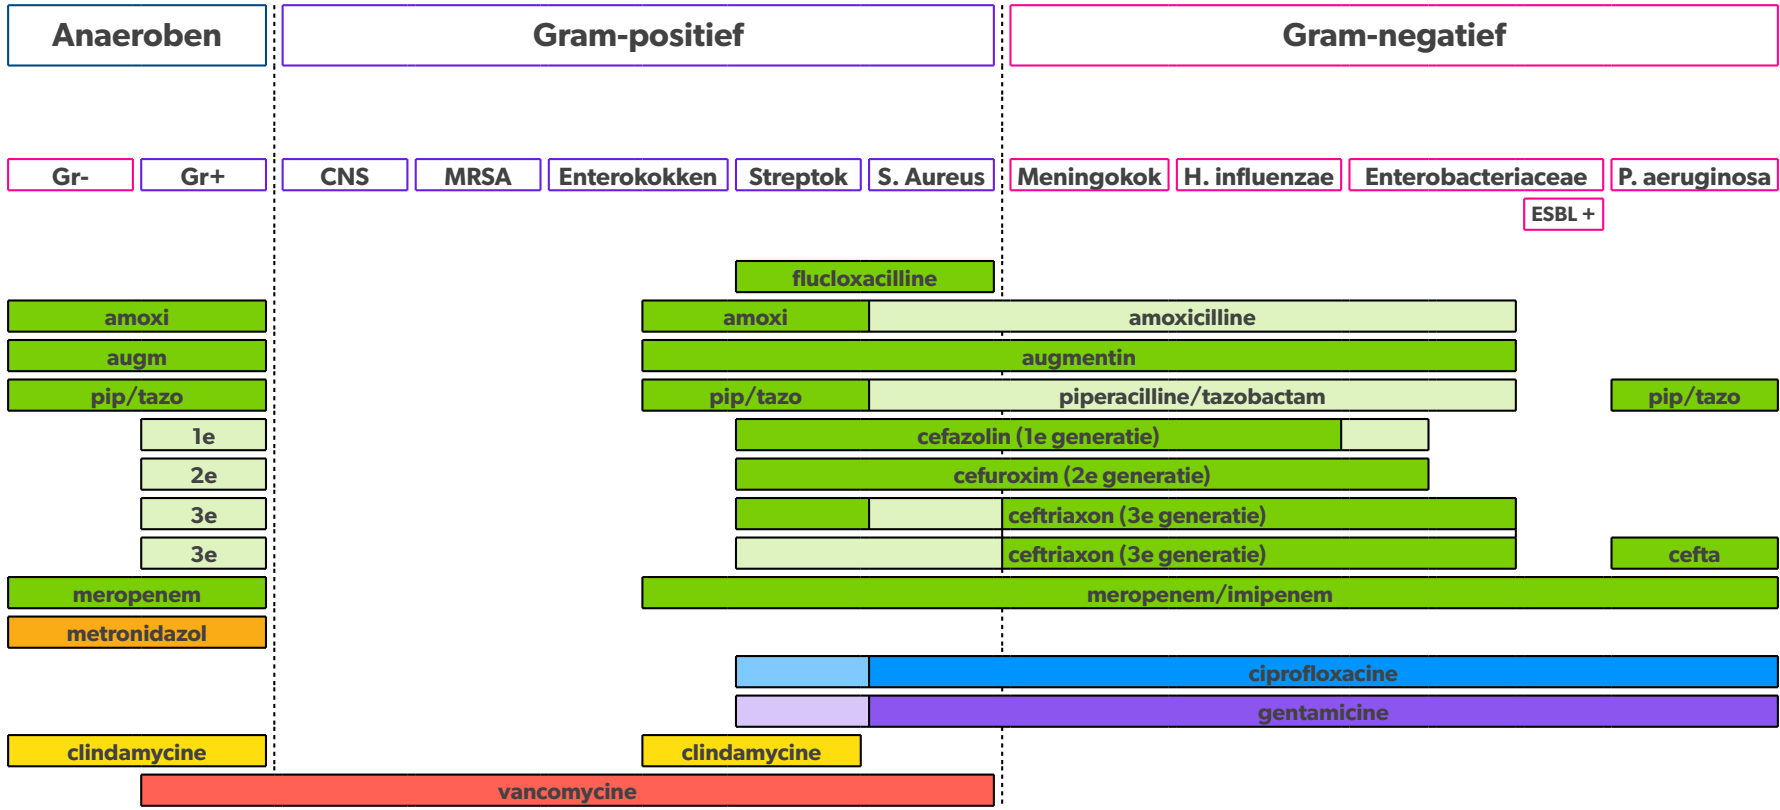 Anaeroben Gram-positief Gram-negatief
Gr- Gr+ CNS MRSA Enterokokken Streptok S. Aureus Meningokok H. influenzae Enterobacteriaceae P. aeruginosa
ESBL +
flucloxacilline
amoxi amoxi amoxicilline
augm augmentin
pip/tazo pip/tazo piperacilline/tazobactam pip/tazo
1e cefazolin (1e generatie)
2e cefuroxim (2e generatie)
3e ceftriaxon (3e generatie)
3e ceftriaxon (3e generatie) cefta
meropenem meropenem/imipenem
metronidazol
ciprofloxacine
gentamicine
clindamycine clindamycine
vancomycine